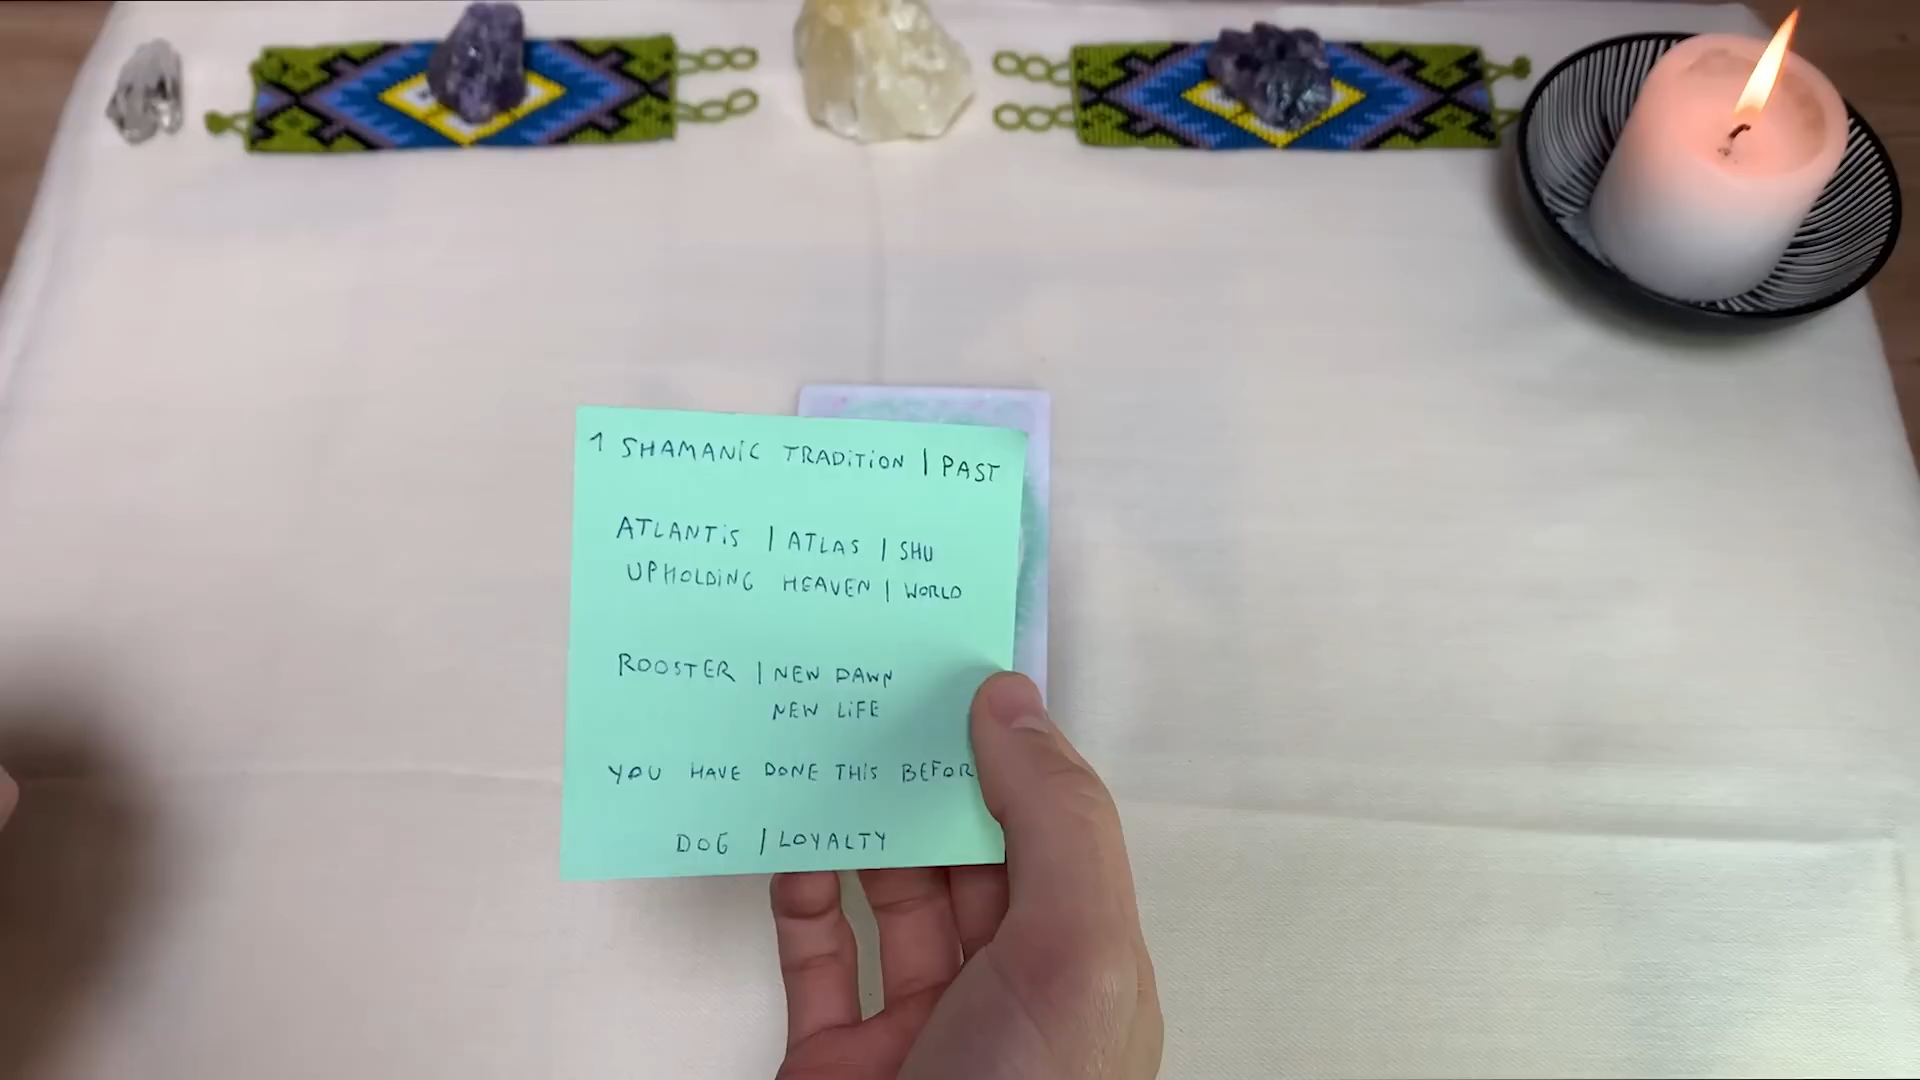 1 SHAMANIC TRADITION | PAST
ATLANTIS | ATLAS | SHU
UPHOLDING HEAVEN | WORLD
ROOSTER | NEW DAWN
NEW LIFE
YOU HAVE DONE THIS BEFOR
DOG | LOYALTY